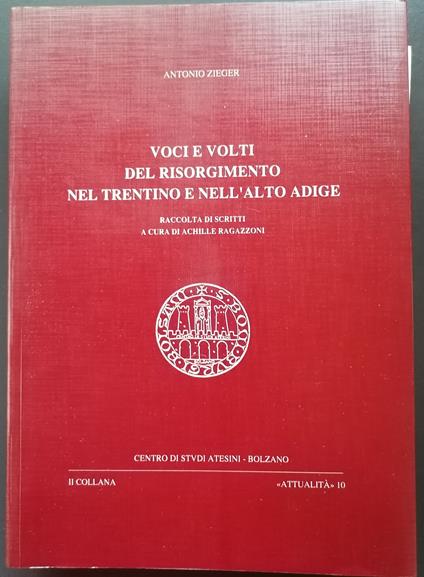 ANTONIO ZIEGER
VOCI E VOLTI
DEL RISORGIMENTO
NEL TRENTINO E NELL'ALTO ADIGE
RACCOLTA DI SCRITTI
A CURA DI ACHILLE RAGAZZONI
CENTRO DI STVDI ATESINI - BOLZANO
II COLLANA
«ATTUALITÀ» 10